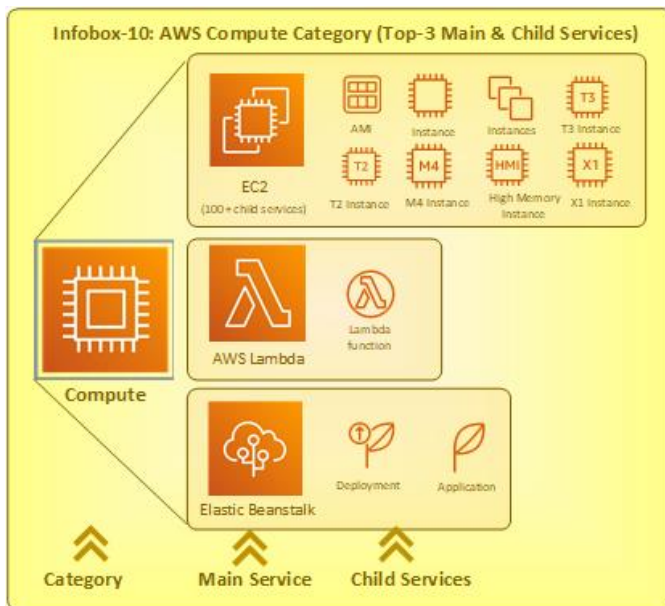 Infobox-10: AWS Compute Category (Top-3 Main & Child Services)
AMI
Instance
Instances
T3
T3 Instance
EC2
(100+ child services)
T2
T2 Instance
M4
M4 Instance
HMI
High Memory
Instance
X1
X1 Instance
Compute
AWS Lambda
Lambda
function
Elastic Beanstalk
Deployment
Application
Category
Main Service
Child Services